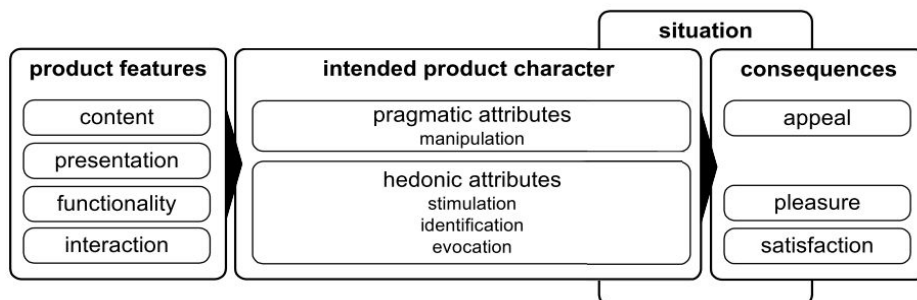 situation
product features
intended product character
consequences
content
presentation
functionality
interaction
pragmatic attributes
manipulation
hedonic attributes
stimulation
identification
evocation
appeal
pleasure
satisfaction